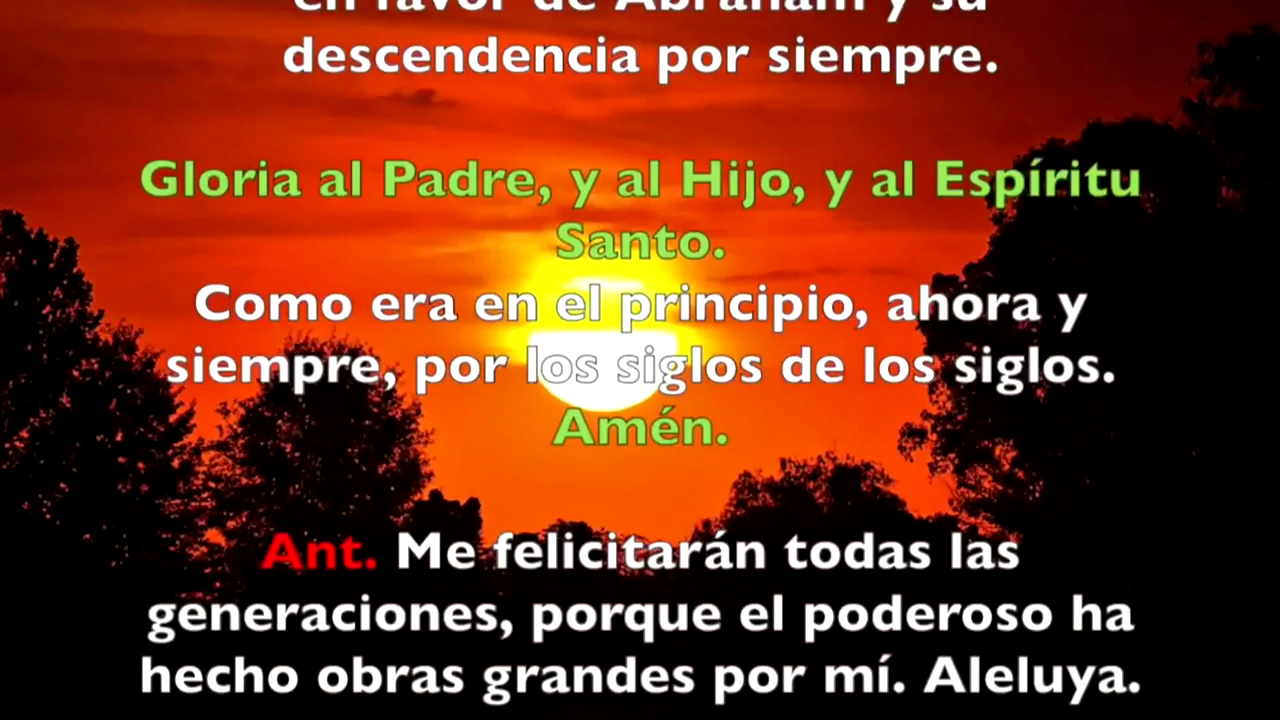 en favor de Abraham y su
descendencia por siempre.
Gloria al Padre, y al Hijo, y al Espíritu
Santo.
Como era en el principio, ahora y
siempre, por los siglos de los siglos.
Amén.
Ant. Me felicitarán todas las
generaciones, porque el poderoso ha
hecho obras grandes por mí. Aleluya.